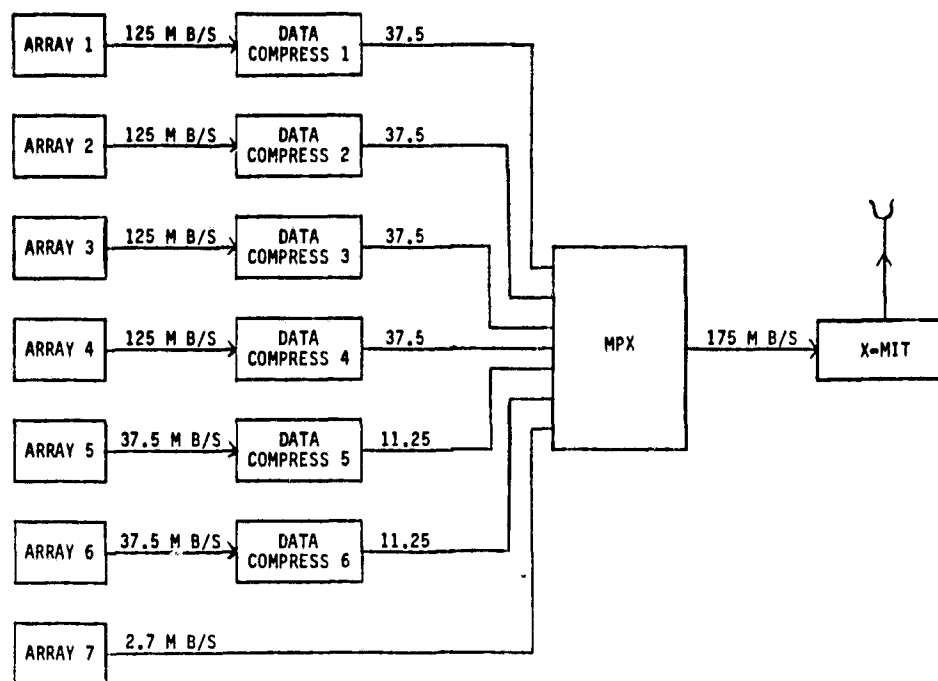 ARRAY 1
125 M B/S
DATA
COMPRESS 1
37.5
ARRAY 2
125 M B/S
DATA
COMPRESS 2
37.5
ARRAY 3
125 M B/S
DATA
COMPRESS 3
37.5
ARRAY 4
125 M B/S
DATA
COMPRESS 4
37.5
MPX
175 M B/S
X-MIT
ARRAY 5
37.5 M B/S
DATA
COMPRESS 5
11.25
ARRAY 6
37.5 M B/S
DATA
COMPRESS 6
11.25
ARRAY 7
2.7 M B/S